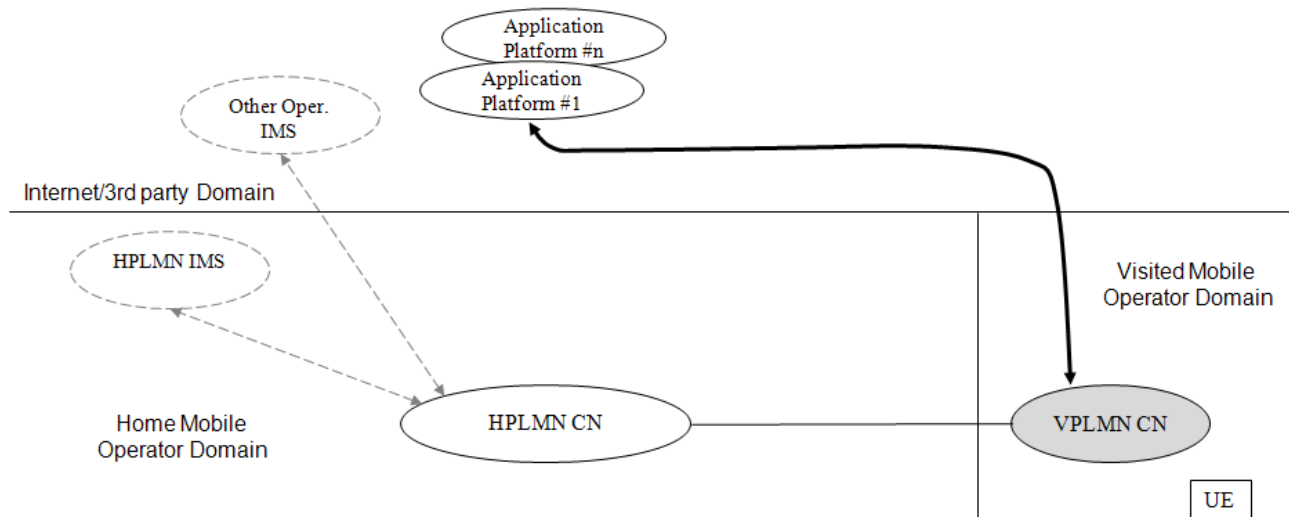 Application
Platform #n
Application
Platform #1
Other Oper.
IMS
Internet/3rd party Domain
HPLMN IMS
Visited Mobile
Operator Domain
Home Mobile
Operator Domain
HPLMN CN
VPLMN CN
UE